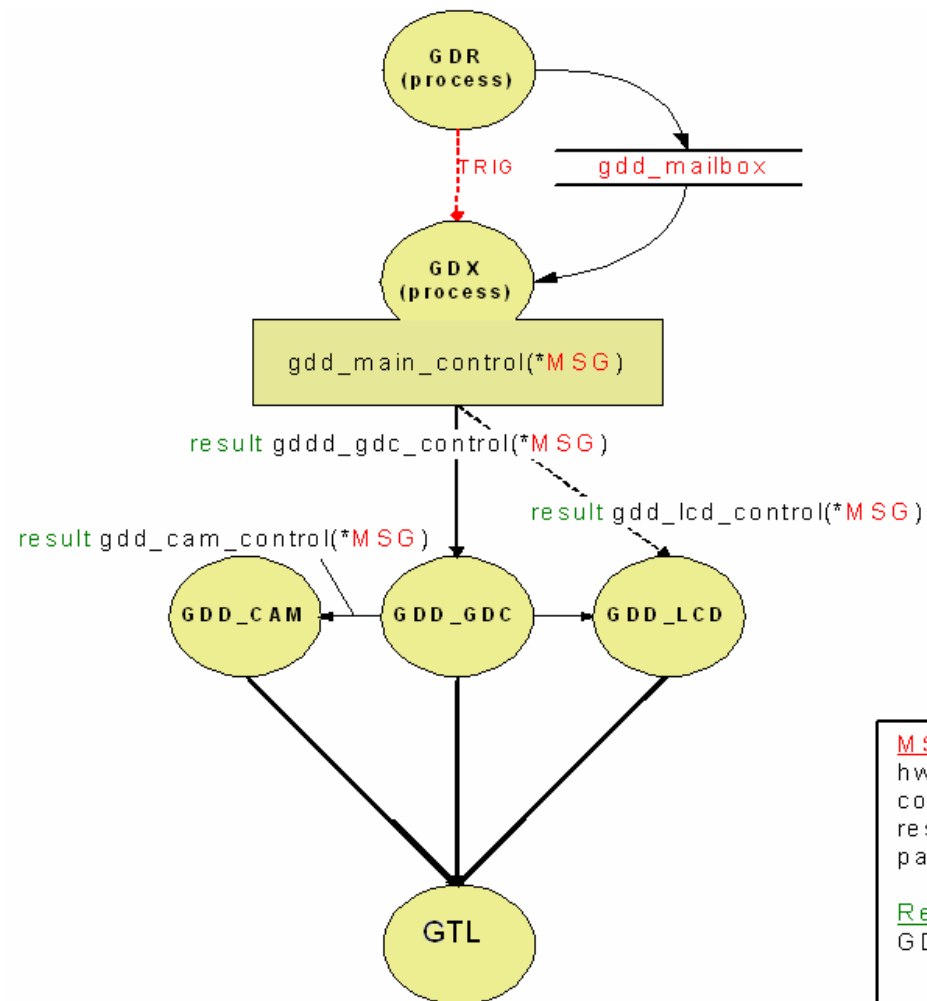 GDR
(process)
TRIG
gdd_mailbox
GDX
(process)
gdd_main_control(*MSG)
result gddd_gdc_control(*MSG)
result gdd_lcd_control(*MSG)
result gdd_cam_control(*MSG)
GDD_CAM
GDD_GDC
GDD_LCD
GTL